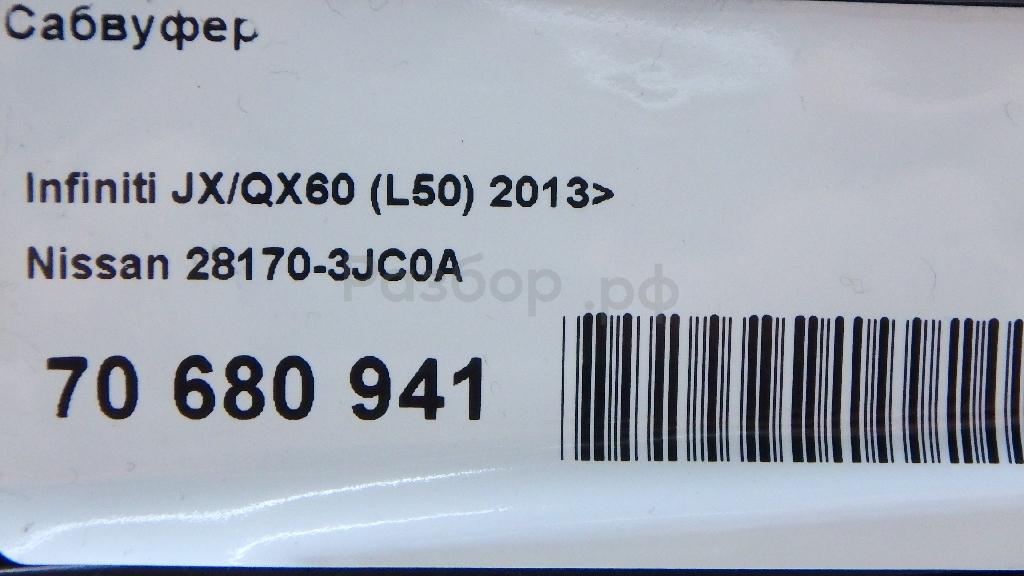 Сабвуфер
Infiniti JX/QX60 (L50) 2013>
Nissan 28170-3JC0A
Разбор.рф
70 680 941